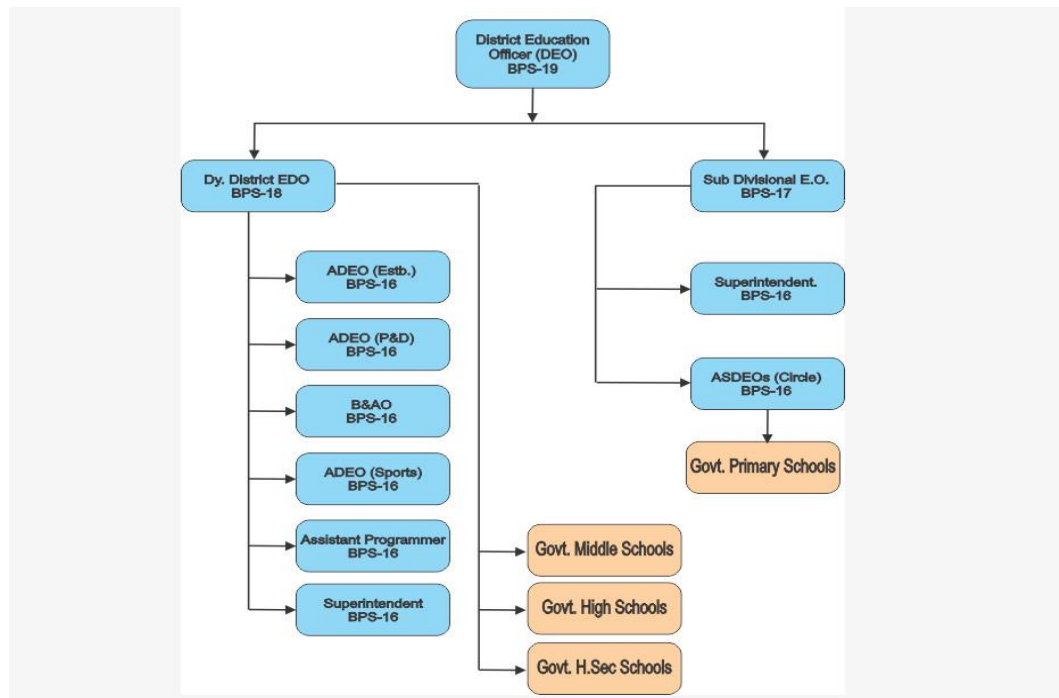 District Education
Officer (DEO)
BPS-19
Dy. District EDO
BPS-18
Sub Divisional E.O.
BPS-17
ADEO (Estb.)
BPS-16
ADEO (P&D)
BPS-16
B&AO
BPS-16
ADEO (Sports)
BPS-16
Assistant Programmer
BPS-16
Superintendent
BPS-16
Govt. Middle Schools
Govt. High Schools
Govt. H.Sec Schools
Superintendent.
BPS-16
ASDEOs (Circle)
BPS-16
Govt. Primary Schools